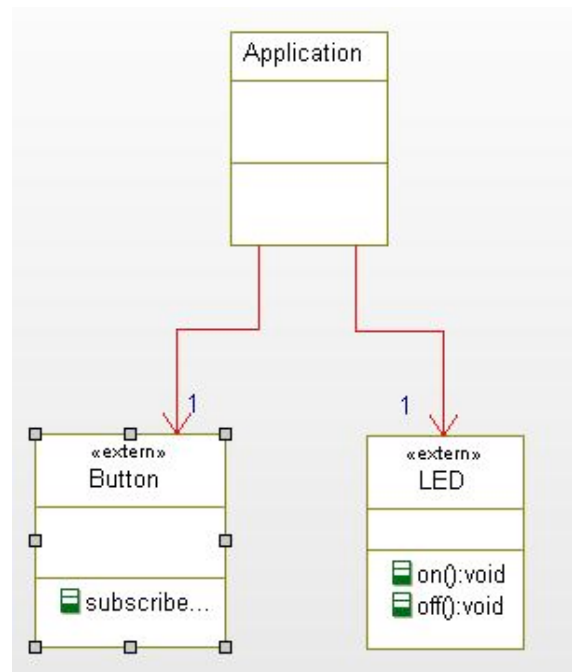 Application
1
1
«extern»
Button
subscribe...
«extern»
LED
on():void
off():void